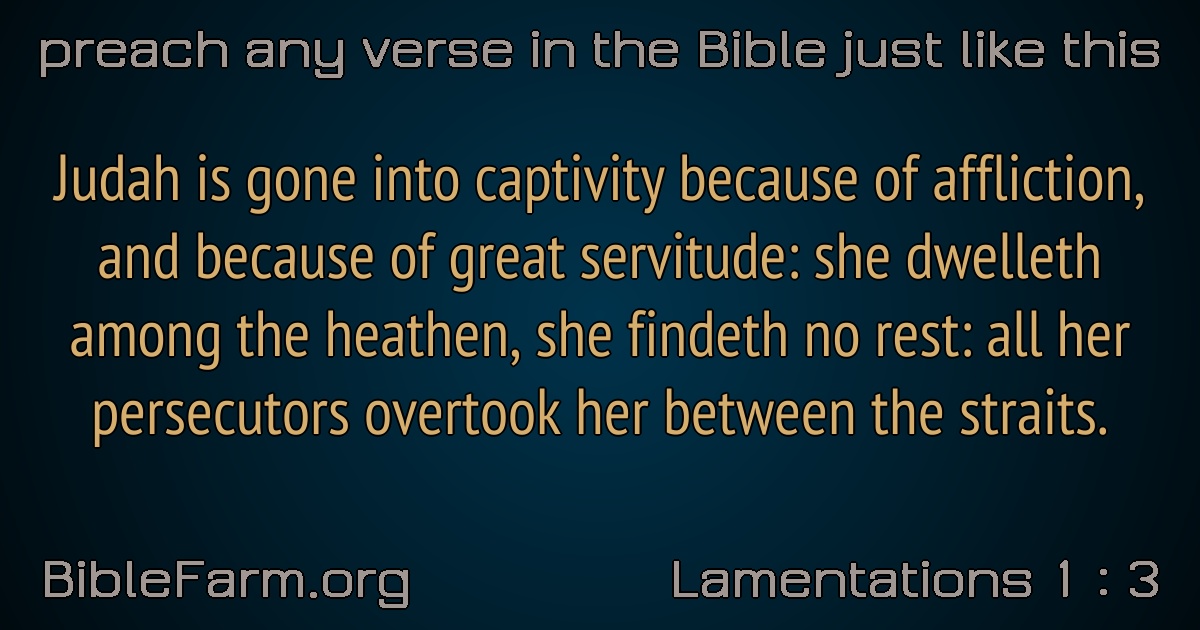 preach any verse in the Bible just like this
Judah is gone into captivity because of affliction,
and because of great servitude: she dwelleth
among the heathen, she findeth no rest: all her
persecutors overtook her between the straits.
BibleFarm.org
Lamentations 1 : 3